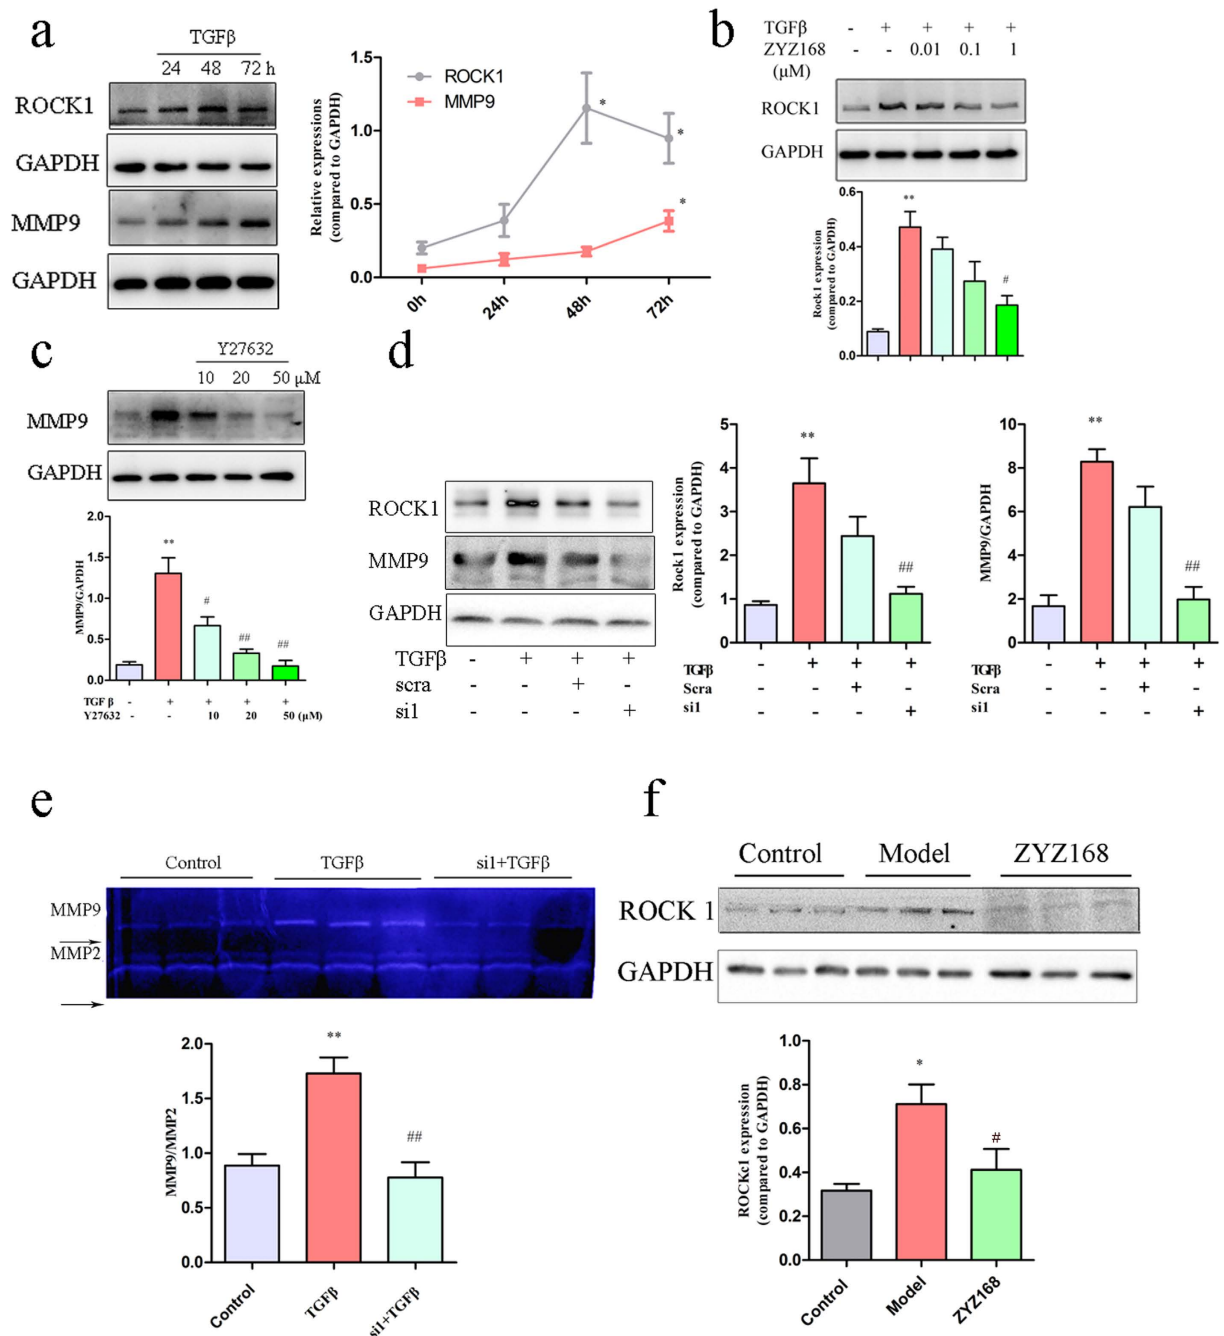 a
TGFβ
24 48 72 h
ROCK1
GAPDH
MMP9
GAPDH
Relative expressions
(compared to GAPDH)
1.5
1.0
0.5
0.0
ROCK1
MMP9
*
*
*
0h 24h 48h 72h
b
TGFβ - + + + +
ZYZ168 - - 0.01 0.1 1
(μM)
ROCK1
GAPDH
Rock1 expression
(compared to GAPDH)
0.6
0.4
0.2
0.0
**
#
c
Y27632
10 20 50 μM
MMP9
GAPDH
MMP9/GAPDH
2.0
1.5
1.0
0.5
0.0
**
#
##
##
TGF β - + + + +
Y27632 - - 10 20 50 (μM)
d
ROCK1
MMP9
GAPDH
TGFβ - + + +
scra - - + -
si1 - - - +
Rock1 expression
(compared to GAPDH)
5
4
3
2
1
0
**
##
TGFβ - + + +
Scra - - + -
si1 - - - +
MMP9/GAPDH
10
8
6
4
2
0
**
##
TGFβ - + + +
Scra - - + -
si1 - - - +
e
Control TGFβ si1+TGFβ
MMP9
MMP2
MMP9/MMP2
2.0
1.5
1.0
0.5
0.0
**
##
Control TGFβ si1+TGFβ
f
Control Model ZYZ168
ROCK 1
GAPDH
ROCKc1 expression
(compared to GAPDH)
1.0
0.8
0.6
0.4
0.2
0.0
*
#
Control Model ZYZ168